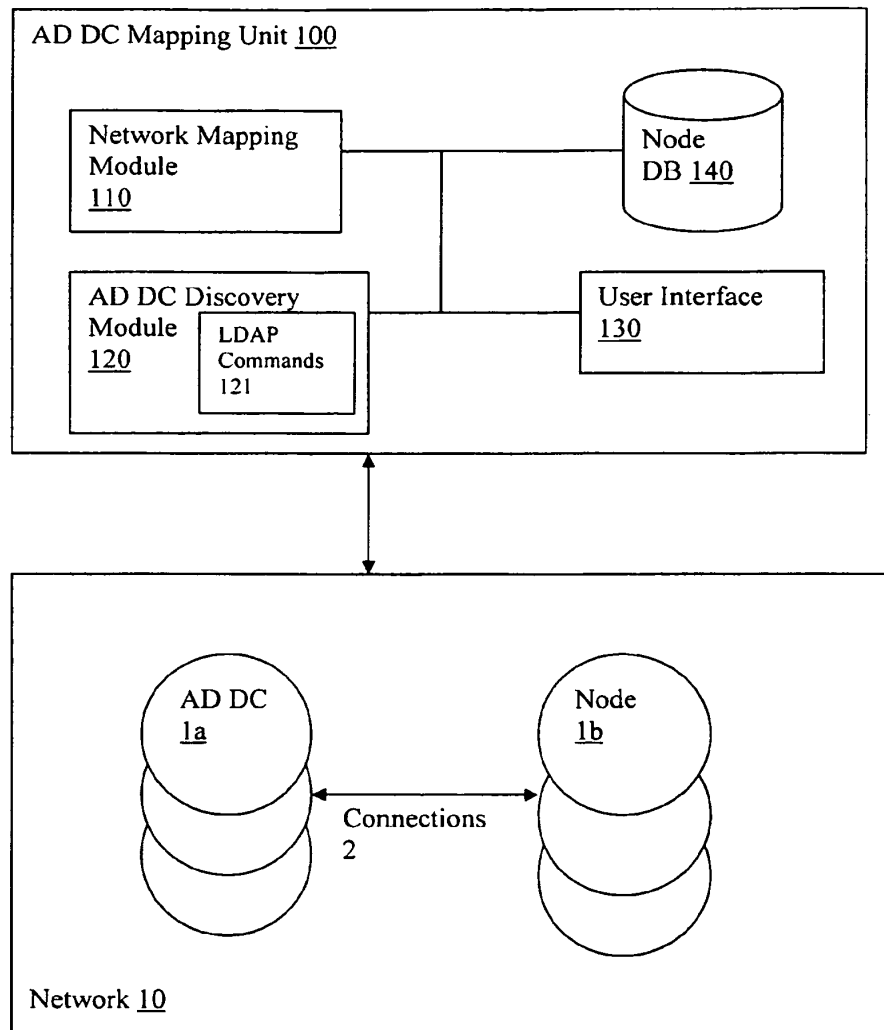 AD DC Mapping Unit 100
Network Mapping
Module
110
Node
DB 140
AD DC Discovery
Module
120
LDAP
Commands
121
User Interface
130
AD DC
1a
Node
1b
Connections
2
Network 10